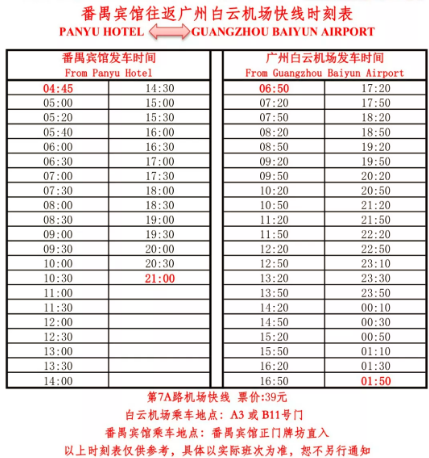 番禺宾馆往返广州白云机场快线时刻表
PANYU HOTEL GUANGZHOU BAIYUN AIRPORT
番禺宾馆发车时间 广州白云机场发车时间
From Panyu Hotel From Guangzhou Baiyun Airport
04:45 14:30 06:50 17:20
05:00 15:00 07:20 17:50
05:20 15:30 07:50 18:20
05:40 16:00 08:20 18:50
06:00 16:30 08:50 19:20
06:30 17:00 09:20 19:50
07:00 17:30 09:50 20:20
07:30 18:00 10:20 20:50
08:00 18:30 10:50 21:20
08:30 19:00 11:20 21:50
09:00 19:30 11:50 22:20
09:30 20:00 12:20 22:50
10:00 20:30 12:50 23:10
10:30 21:00 13:20 23:30
11:00 13:50 23:50
11:30 14:20 00:10
12:00 14:50 00:30
12:30 15:20 00:50
13:00 15:50 01:10
13:30 16:20 01:30
14:00 16:50 01:50
第7A路机场快线 票价:39元
白云机场乘车地点：A3 或 B11号门
番禺宾馆乘车地点：番禺宾馆正门牌坊直入
以上时刻表仅供参考，具体以实际班次为准，恕不另行通知